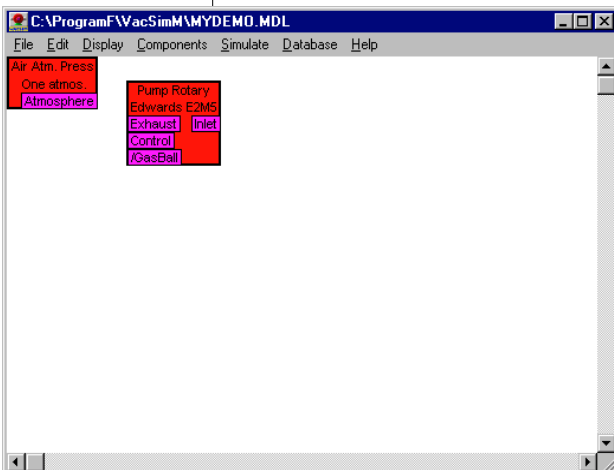 C:\ProgramF\VacSimM\MYDEMO.MDL
File Edit Display Components Simulate Database Help
Air Atm. Press
One atmos.
Atmosphere
Pump Rotary
Edwards E2M5
Exhaust Inlet
Control
/GasBall